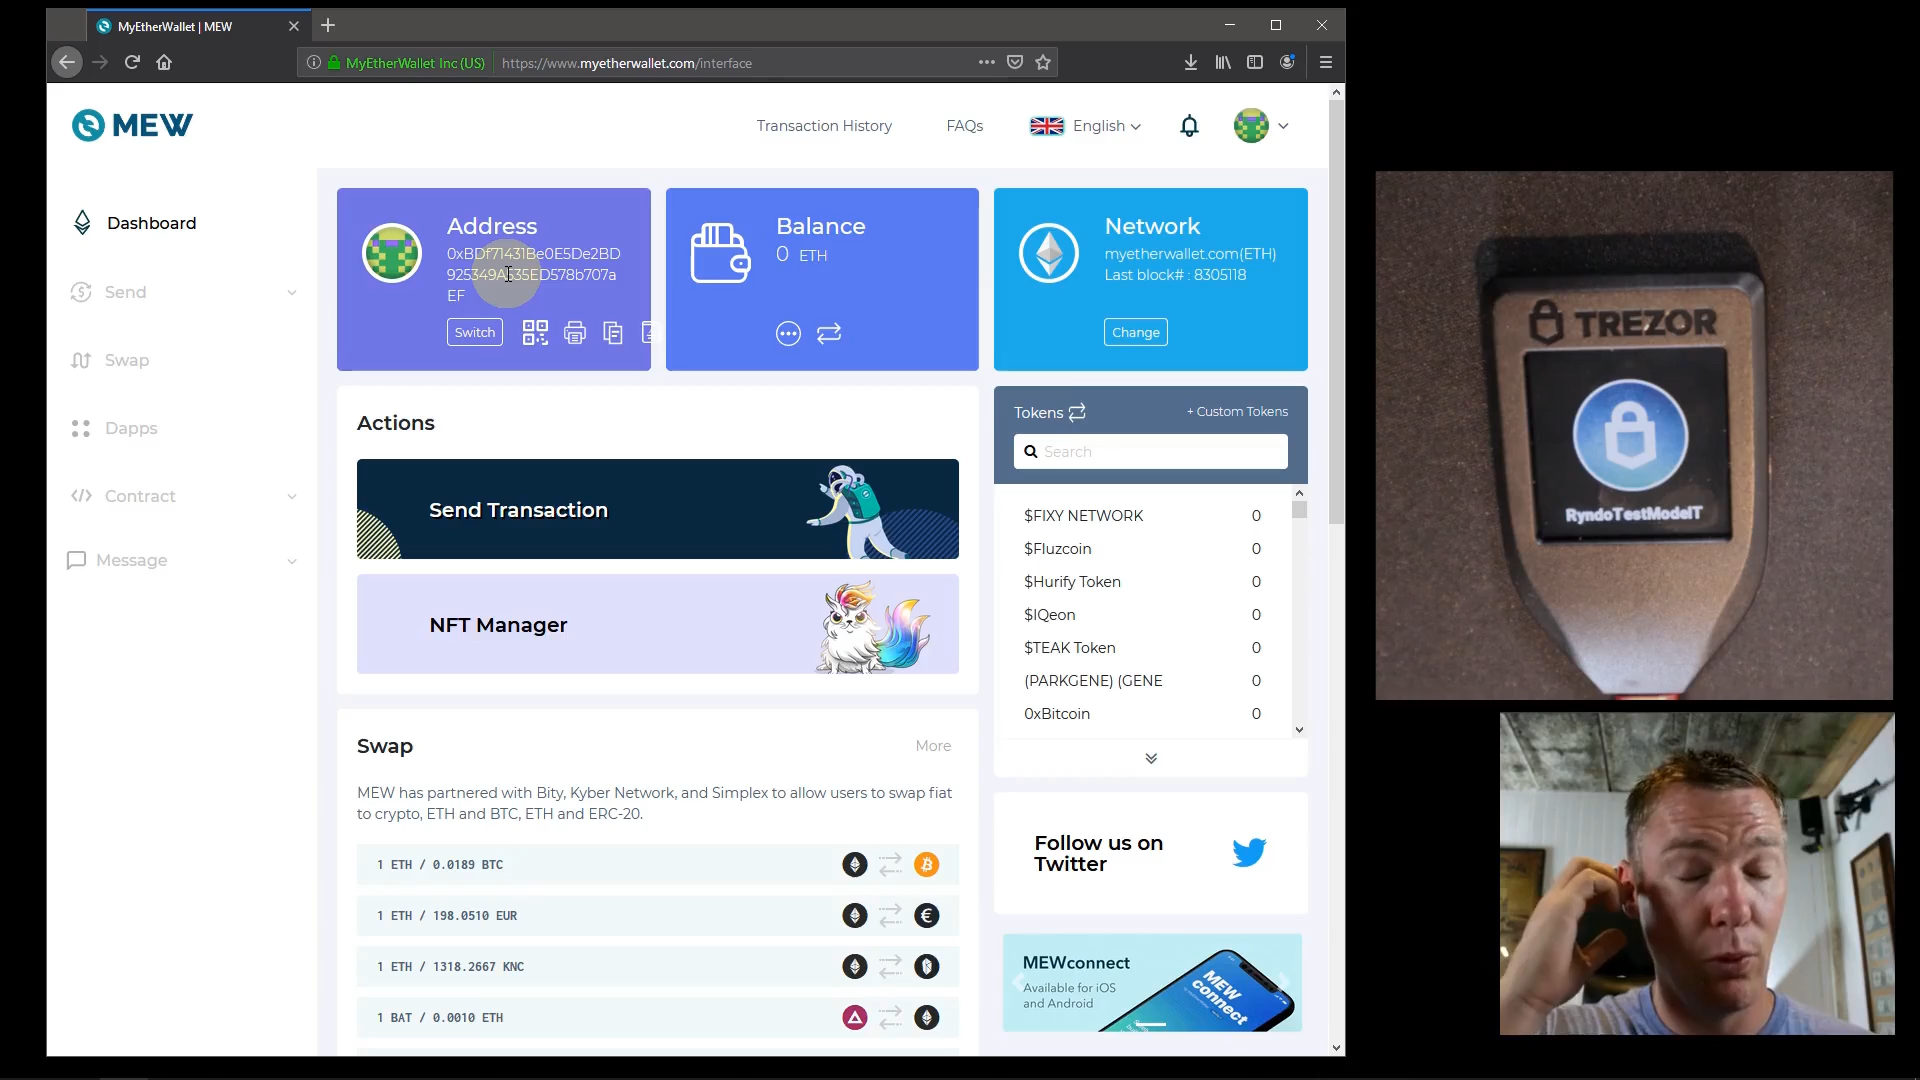 MyEtherWallet | MEW
MyEtherWallet Inc (US)
https://www.myetherwallet.com/interface
MEW
Transaction History
FAQs
English
Dashboard
Send
Swap
Dapps
Contract
Message
Address
0xBDf71431Be0E5De2BD
925349A535ED578b707a
EF
Switch
Balance
0 ETH
Network
myetherwallet.com(ETH)
Last block# : 8305118
Change
Actions
Send Transaction
NFT Manager
Tokens
+ Custom Tokens
Search
$FIXY NETWORK 0
$Fluzcoin 0
$Hurify Token 0
$IQeon 0
$TEAK Token 0
(PARKGENE) (GENE 0
0xBitcoin 0
Swap
More
MEW has partnered with Bity, Kyber Network, and Simplex to allow users to swap fiat
to crypto, ETH and BTC, ETH and ERC-20.
1 ETH / 0.0189 BTC
1 ETH / 198.0510 EUR
1 ETH / 1318.2667 KNC
1 BAT / 0.0010 ETH
Follow us on
Twitter
MEWconnect
Available for iOS
and Android
MEW
connect
TREZOR
RyndoTestModelT